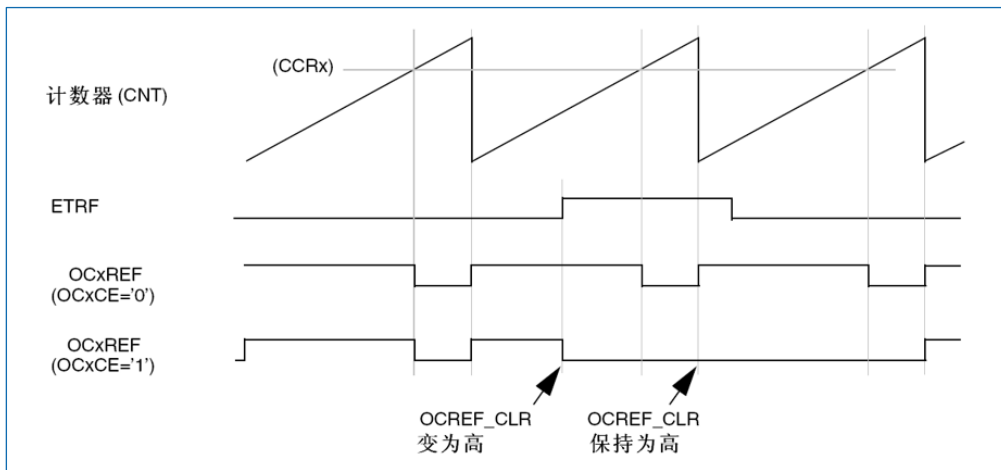 (CCRx)
计数器 (CNT)
ETRF
OCxREF
(OCxCE='0')
OCxREF
(OCxCE='1')
OCREF_CLR
变为高
OCREF_CLR
保持为高